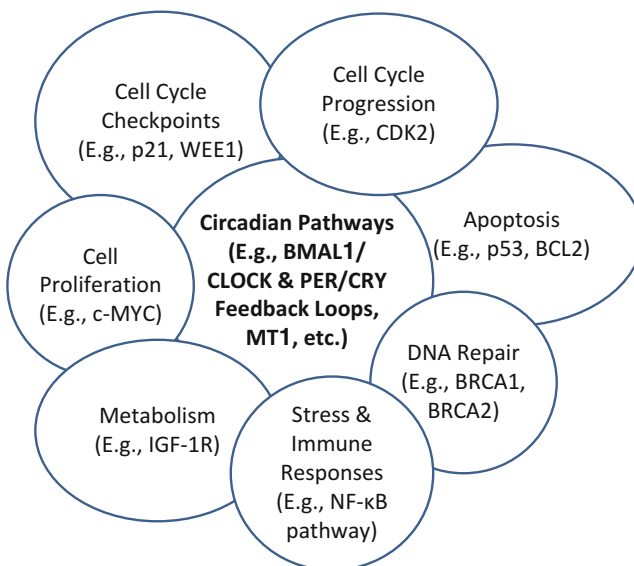 Cell Cycle
Checkpoints
(E.g., p21, WEE1)
Cell Cycle
Progression
(E.g., CDK2)
Circadian Pathways
(E.g., BMAL1/
CLOCK & PER/CRY
Feedback Loops,
MT1, etc.)
Apoptosis
(E.g., p53, BCL2)
Cell
Proliferation
(E.g., c-MYC)
DNA Repair
(E.g., BRCA1,
BRCA2)
Metabolism
(E.g., IGF-1R)
Stress &
Immune
Responses
(E.g., NF-κB
pathway)